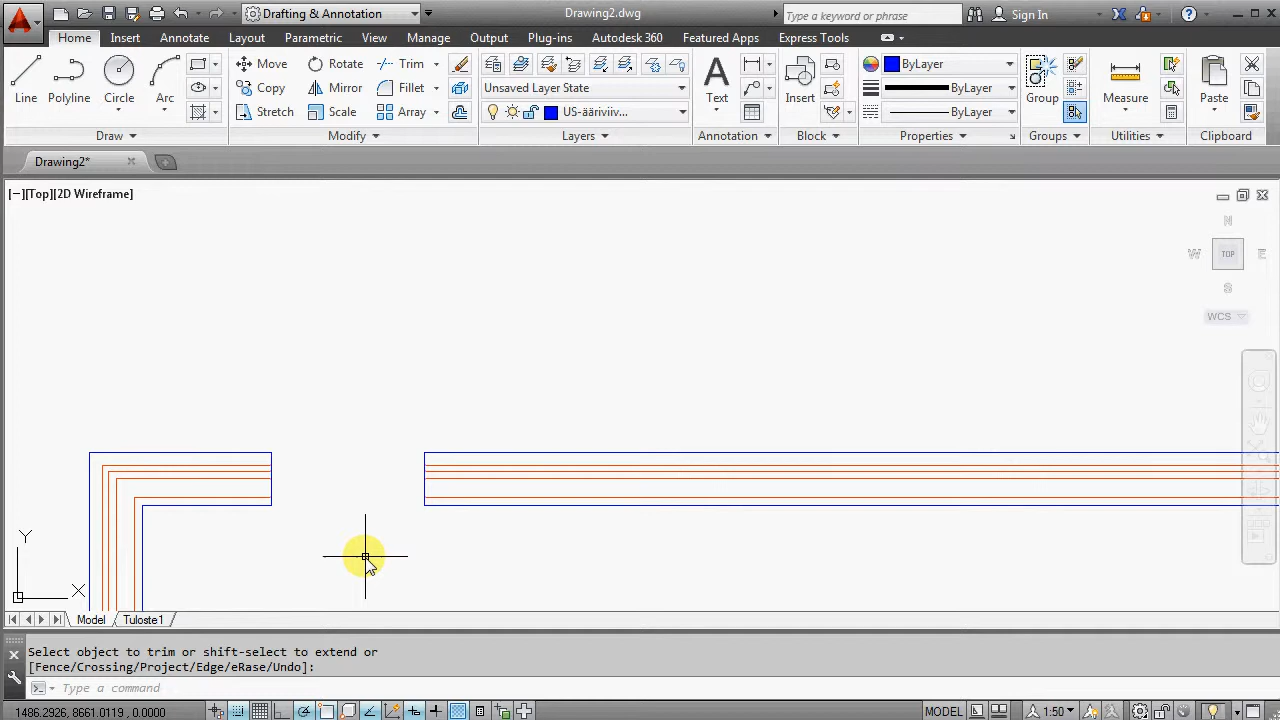 Drafting & Annotation
Drawing2.dwg
Type a keyword or phrase
Sign In
Home Insert Annotate Layout Parametric View Manage Output Plug-ins Autodesk 360 Featured Apps Express Tools
Line Polyline Circle Arc
Move Rotate Trim
Copy Mirror Fillet
Stretch Scale Array
Unsaved Layer State
US-ääriviiv...
Text
Insert
ByLayer
ByLayer
ByLayer
Group
Measure
Paste
Draw Modify Layers Annotation Block Properties Groups Utilities Clipboard
Drawing2*
[−][Top][2D Wireframe]
N
W TOP E
S
WCS
Y
X
Model Tuloste1
Select object to trim or shift-select to extend or
[Fence/Crossing/Project/Edge/eRase/Undo]:
Type a command
1486.2926, 8661.0119, 0.0000 MODEL 1:50